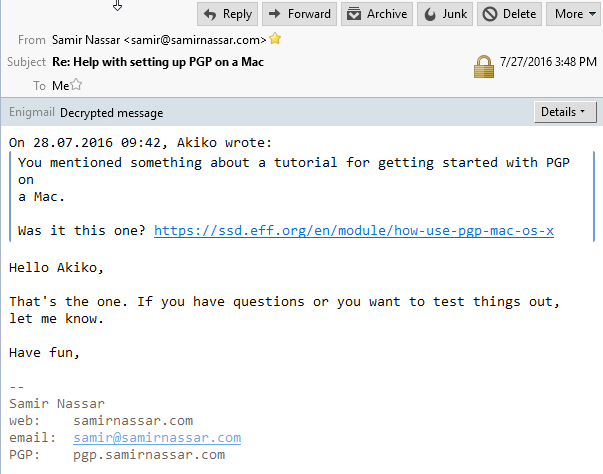 Reply Forward Archive Junk Delete More
From Samir Nassar <samir@samirnassar.com>
Subject Re: Help with setting up PGP on a Mac 7/27/2016 3:48 PM
To Me
Enigmail Decrypted message Details
On 28.07.2016 09:42, Akiko wrote:
You mentioned something about a tutorial for getting started with PGP
on
a Mac.
Was it this one? https://ssd.eff.org/en/module/how-use-pgp-mac-os-x
Hello Akiko,
That's the one. If you have questions or you want to test things out,
let me know.
Have fun,
--
Samir Nassar
web: samirnassar.com
email: samir@samirnassar.com
PGP: pgp.samirnassar.com